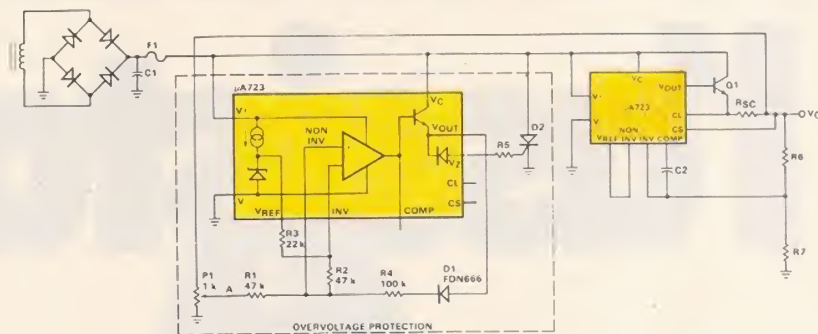 F1
C1
μA723
V+
NON
INV
VC
VOUT
VZ
R5
D2
V-
VREF
INV
COMP
CL
CS
R3
22 k
R2
47 k
P1
1 k
A
R1
47 k
R4
100 k
D1
FDN666
OVERVOLTAGE PROTECTION
VC
VOUT
μA723
CL
CS
NON
VREF INV INV COMP
Q1
RSC
C2
R6
R7